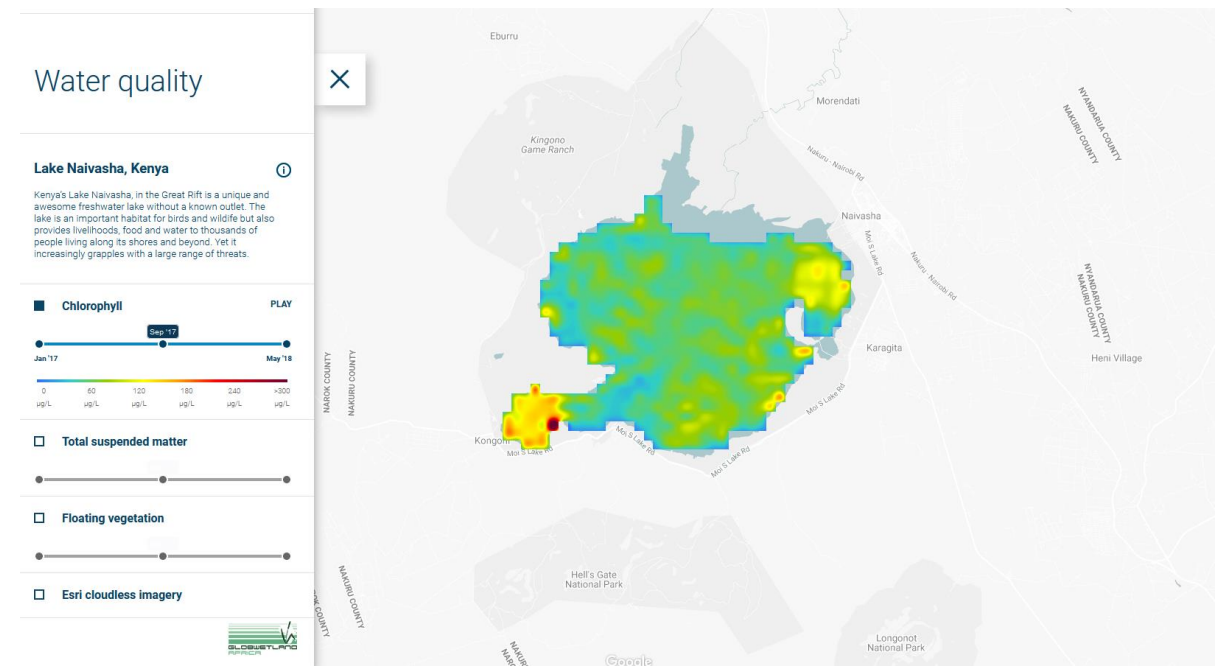 Water quality
Lake Naivasha, Kenya
Kenya's Lake Naivasha, in the Great Rift is a unique and
awesome freshwater lake without a known outlet. The
lake is an important habitat for birds and wildife but also
provides livelihoods, food and water to thousands of
people living along its shores and beyond. Yet it
increasingly grapples with a large range of threats.
Chlorophyll
PLAY
Sep '17
Jan '17
May '18
0 60 120 180 240 >300
µg/L µg/L µg/L µg/L µg/L µg/L
Total suspended matter
Floating vegetation
Esri cloudless imagery
GLOBWETLAND
AFRICA
Eburru
Morendati
Kingono
Game Ranch
Nakuru - Nairobi Rd
NYANDARUA COUNTY
NAKURU COUNTY
Naivasha
Moi S Lake Rd
Nakuru - Nairobi Rd
NYANDARUA COUNTY
NAKURU COUNTY
Karagita
Heni Village
NAROK COUNTY
NAKURU COUNTY
Moi S Lake Rd
Kongoni
Moi S Lake Rd
Moi S Lake Rd
Moi S Lake Rd
Hell's Gate
National Park
NAKURU COUNTY
Longonot
National Park
Google